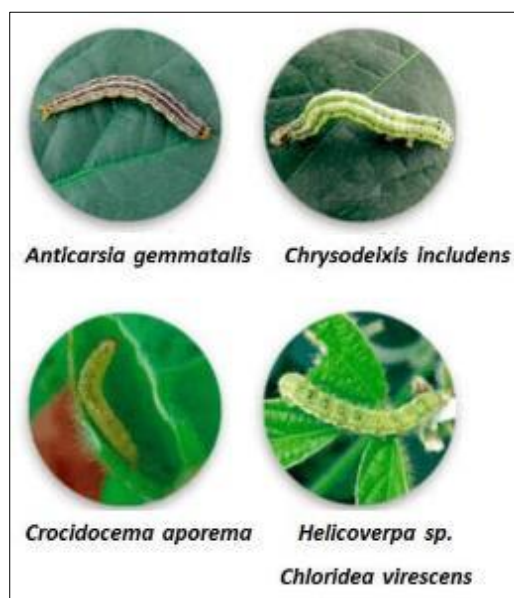 Anticarsia gemmatalis
Chrysodeixis includens
Crocidocema aporema
Helicoverpa sp.
Chloridea virescens